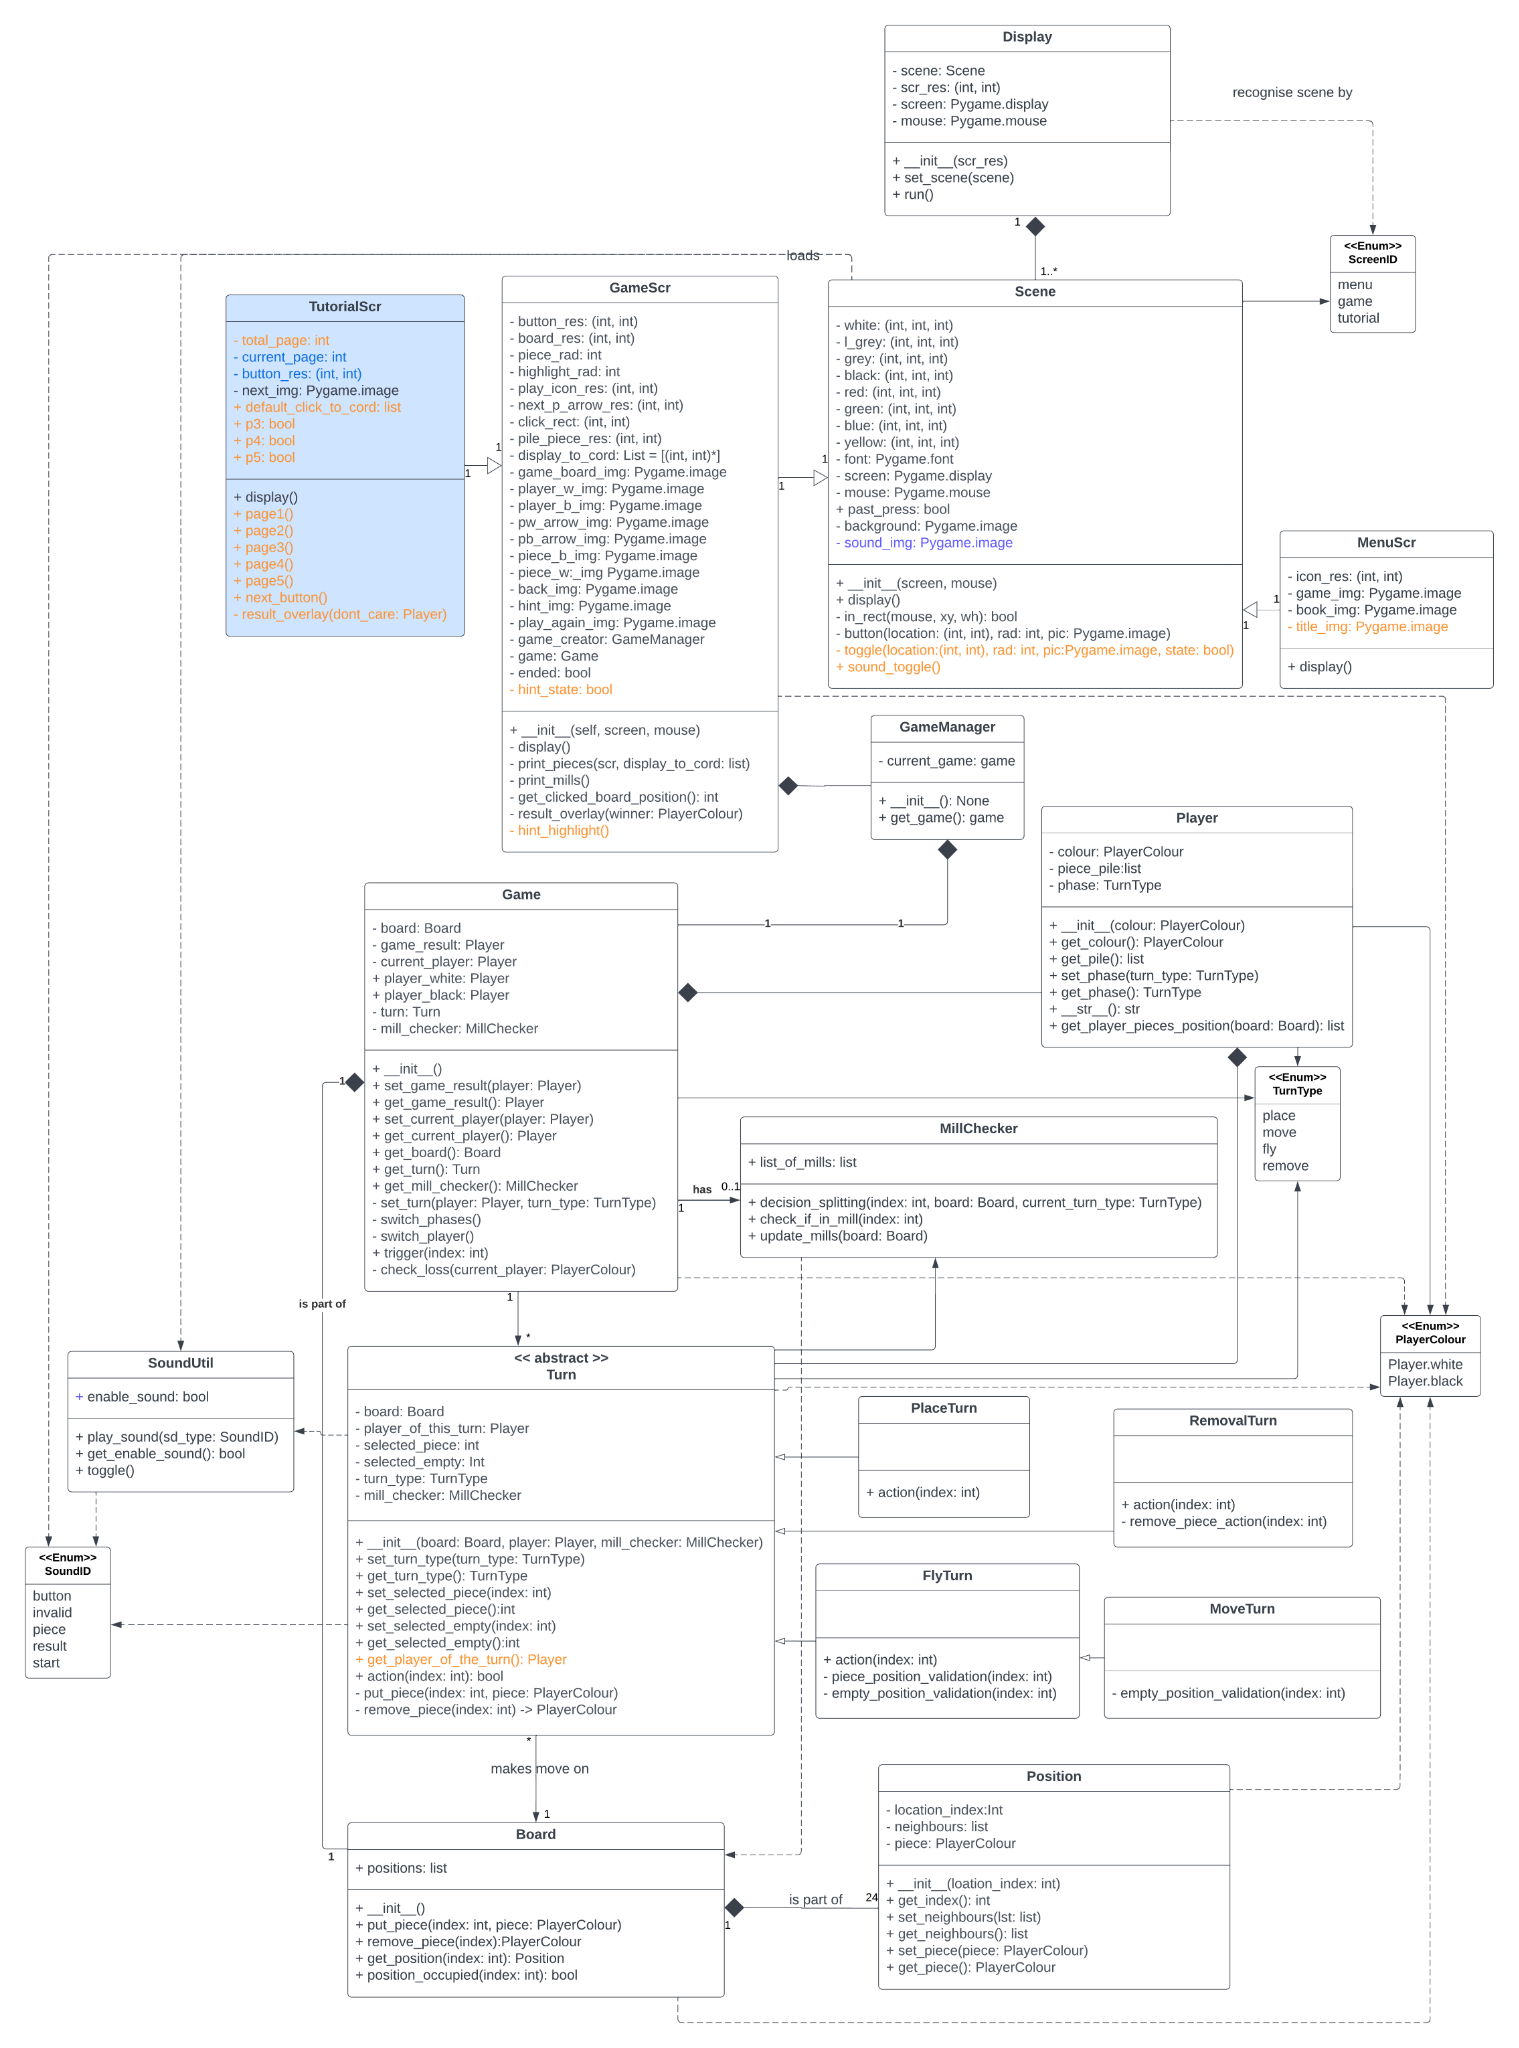 Display
- scene: Scene
- scr_res: (int, int)
- screen: Pygame.display
- mouse: Pygame.mouse
+ __init__(scr_res)
+ set_scene(scene)
+ run()
recognise scene by
1
1..*
<<Enum>>
ScreenID
menu
game
tutorial
loads
TutorialScr
- total_page: int
- current_page: int
- button_res: (int, int)
- next_img: Pygame.image
+ default_click_to_cord: list
+ p3: bool
+ p4: bool
+ p5: bool
+ display()
+ page1()
+ page2()
+ page3()
+ page4()
+ page5()
+ next_button()
- result_overlay(dont_care: Player)
1
1
GameScr
- button_res: (int, int)
- board_res: (int, int)
- piece_rad: int
- highlight_rad: int
- play_icon_res: (int, int)
- next_p_arrow_res: (int, int)
- click_rect: (int, int)
- pile_piece_res: (int, int)
- display_to_cord: List = [(int, int)*]
- game_board_img: Pygame.image
- player_w_img: Pygame.image
- player_b_img: Pygame.image
- pw_arrow_img: Pygame.image
- pb_arrow_img: Pygame.image
- piece_b_img: Pygame.image
- piece_w:_img Pygame.image
- back_img: Pygame.image
- hint_img: Pygame.image
- play_again_img: Pygame.image
- game_creator: GameManager
- game: Game
- ended: bool
- hint_state: bool
+ __init__(self, screen, mouse)
- display()
- print_pieces(scr, display_to_cord: list)
- print_mills()
- get_clicked_board_position(): int
- result_overlay(winner: PlayerColour)
- hint_highlight()
1
1
Scene
- white: (int, int, int)
- l_grey: (int, int, int)
- grey: (int, int, int)
- black: (int, int, int)
- red: (int, int, int)
- green: (int, int, int)
- blue: (int, int, int)
- yellow: (int, int, int)
- font: Pygame.font
- screen: Pygame.display
- mouse: Pygame.mouse
+ past_press: bool
- background: Pygame.image
- sound_img: Pygame.image
+ __init__(screen, mouse)
+ display()
- in_rect(mouse, xy, wh): bool
- button(location: (int, int), rad: int, pic: Pygame.image)
- toggle(location:(int, int), rad: int, pic:Pygame.image, state: bool)
+ sound_toggle()
1
1
MenuScr
- icon_res: (int, int)
- game_img: Pygame.image
- book_img: Pygame.image
- title_img: Pygame.image
+ display()
GameManager
- current_game: game
+ __init__(): None
+ get_game(): game
1
1
Player
- colour: PlayerColour
- piece_pile:list
- phase: TurnType
+ __init__(colour: PlayerColour)
+ get_colour(): PlayerColour
+ get_pile(): list
+ set_phase(turn_type: TurnType)
+ get_phase(): TurnType
+ __str__(): str
+ get_player_pieces_position(board: Board): list
Game
- board: Board
- game_result: Player
- current_player: Player
+ player_white: Player
+ player_black: Player
- turn: Turn
- mill_checker: MillChecker
+ __init__()
+ set_game_result(player: Player)
+ get_game_result(): Player
+ set_current_player(player: Player)
+ get_current_player(): Player
+ get_board(): Board
+ get_turn(): Turn
+ get_mill_checker(): MillChecker
- set_turn(player: Player, turn_type: TurnType)
- switch_phases()
- switch_player()
+ trigger(index: int)
- check_loss(current_player: PlayerColour)
1
<<Enum>>
TurnType
place
move
fly
remove
has
1
0..1
MillChecker
+ list_of_mills: list
+ decision_splitting(index: int, board: Board, current_turn_type: TurnType)
+ check_if_in_mill(index: int)
+ update_mills(board: Board)
is part of
1
*
<<Enum>>
PlayerColour
Player.white
Player.black
SoundUtil
+ enable_sound: bool
+ play_sound(sd_type: SoundID)
+ get_enable_sound(): bool
+ toggle()
<< abstract >>
Turn
- board: Board
- player_of_this_turn: Player
- selected_piece: int
- selected_empty: Int
- turn_type: TurnType
- mill_checker: MillChecker
+ __init__(board: Board, player: Player, mill_checker: MillChecker)
+ set_turn_type(turn_type: TurnType)
+ get_turn_type(): TurnType
+ set_selected_piece(index: int)
+ get_selected_piece():int
+ set_selected_empty(index: int)
+ get_selected_empty():int
+ get_player_of_the_turn(): Player
+ action(index: int): bool
- put_piece(index: int, piece: PlayerColour)
- remove_piece(index: int) -> PlayerColour
PlaceTurn
+ action(index: int)
RemovalTurn
+ action(index: int)
- remove_piece_action(index: int)
<<Enum>>
SoundID
button
invalid
piece
result
start
FlyTurn
+ action(index: int)
- piece_position_validation(index: int)
- empty_position_validation(index: int)
MoveTurn
- empty_position_validation(index: int)
*
makes move on
1
Board
+ positions: list
+ __init__()
+ put_piece(index: int, piece: PlayerColour)
+ remove_piece(index):PlayerColour
+ get_position(index: int): Position
+ position_occupied(index: int): bool
1
1
is part of
24
Position
- location_index:Int
- neighbours: list
- piece: PlayerColour
+ __init__(loation_index: int)
+ get_index(): int
+ set_neighbours(lst: list)
+ get_neighbours(): list
+ set_piece(piece: PlayerColour)
+ get_piece(): PlayerColour